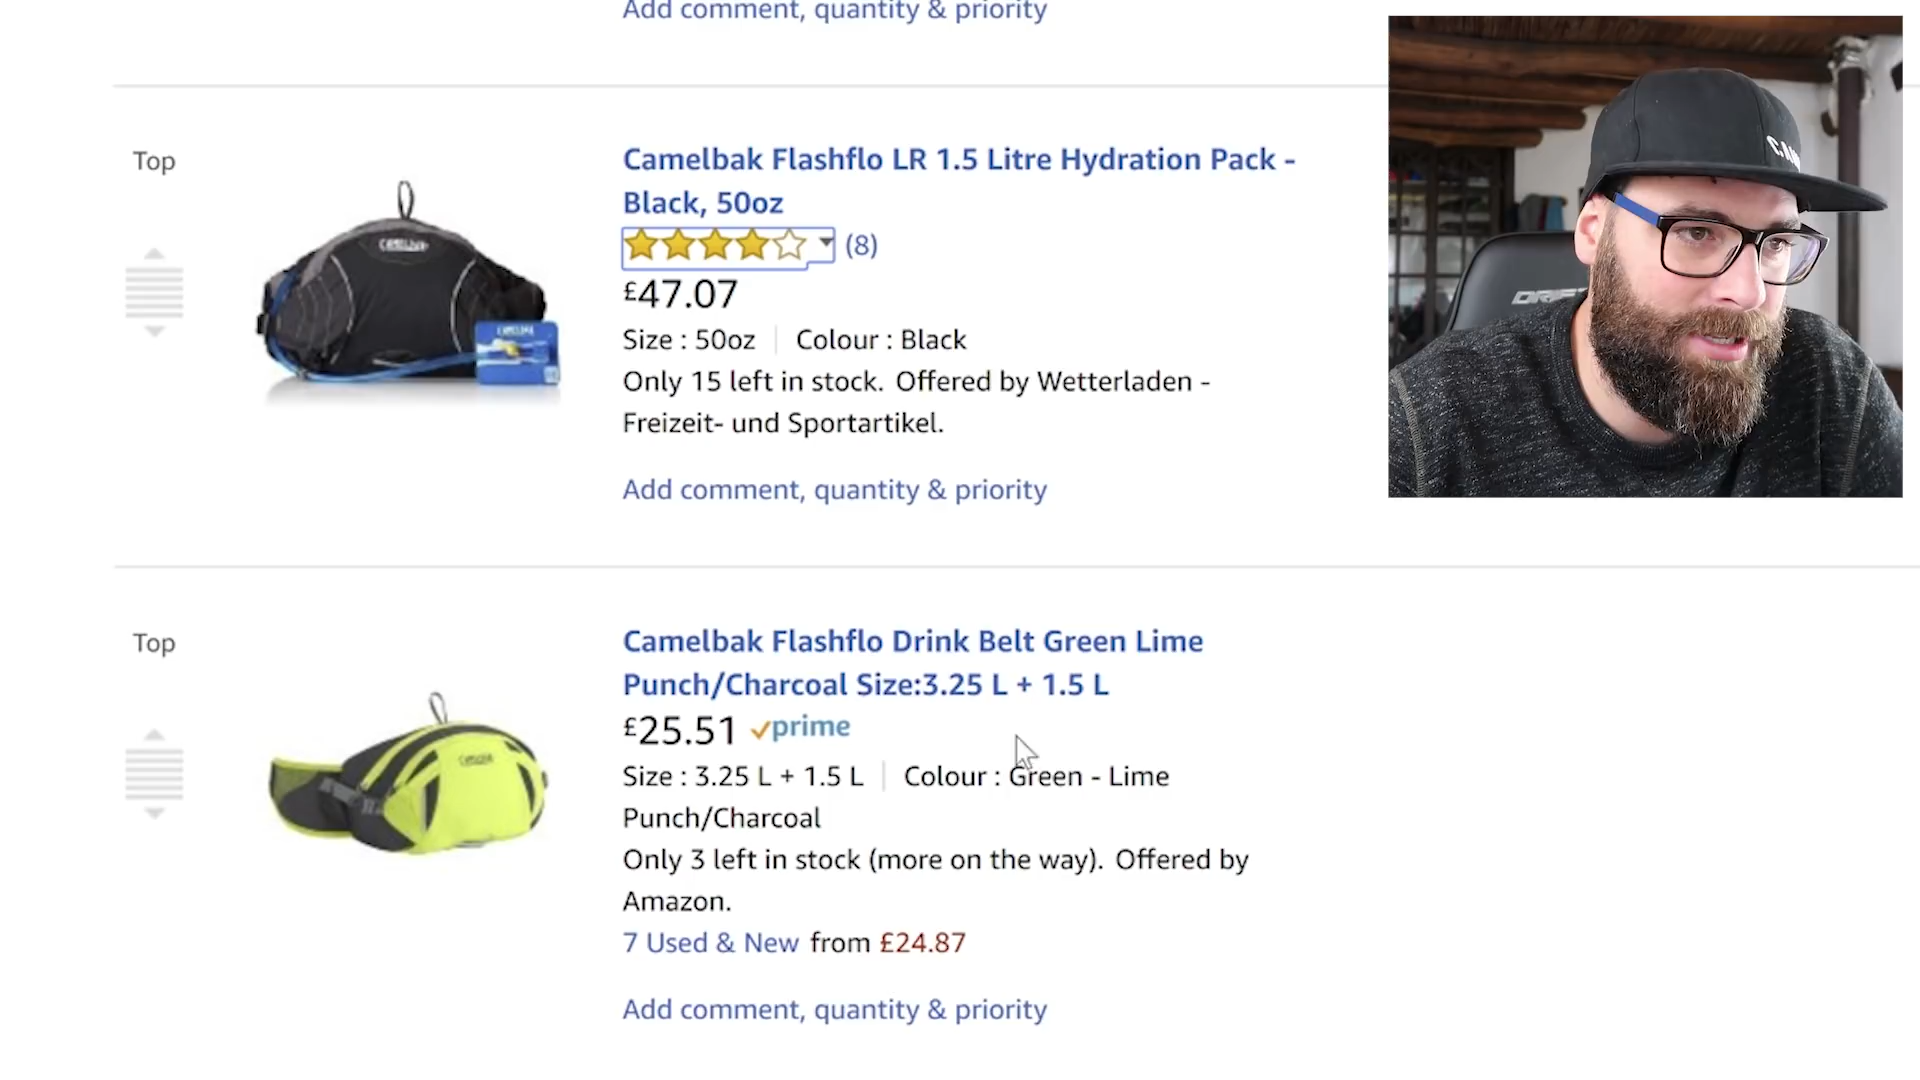 Add comment, quantity & priority
Top
Camelbak Flashflo LR 1.5 Litre Hydration Pack -
Black, 50oz
(8)
£47.07
Size : 50oz | Colour : Black
Only 15 left in stock. Offered by Wetterladen -
Freizeit- und Sportartikel.
Add comment, quantity & priority
Top
Camelbak Flashflo Drink Belt Green Lime
Punch/Charcoal Size:3.25 L + 1.5 L
£25.51 prime
Size : 3.25 L + 1.5 L | Colour : Green - Lime
Punch/Charcoal
Only 3 left in stock (more on the way). Offered by
Amazon.
7 Used & New from £24.87
Add comment, quantity & priority